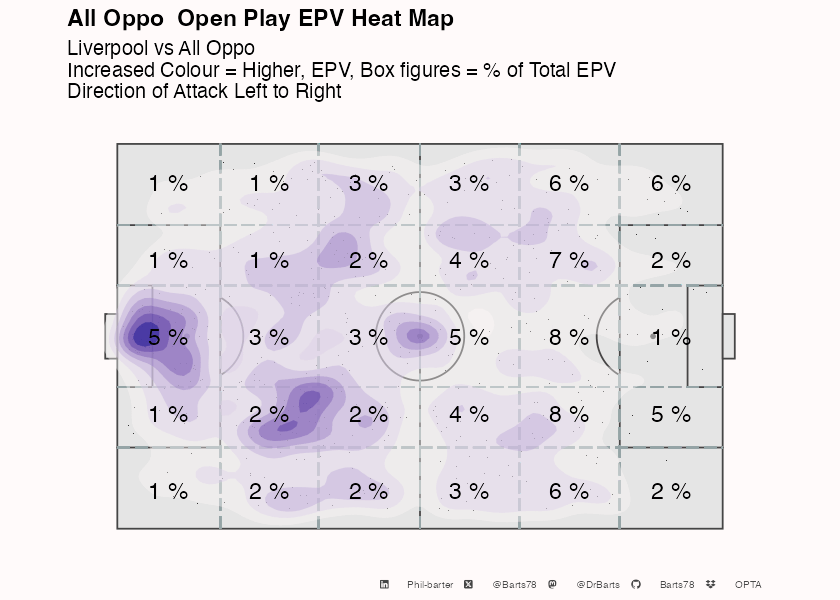 All Oppo  Open Play EPV Heat Map
Liverpool vs All Oppo
Increased Colour = Higher, EPV, Box figures = % of Total EPV
Direction of Attack Left to Right
1 % 1 % 3 % 3 % 6 % 6 %
1 % 1 % 2 % 4 % 7 % 2 %
5 % 3 % 3 % 5 % 8 % 1 %
1 % 2 % 2 % 4 % 8 % 5 %
1 % 2 % 2 % 3 % 6 % 2 %
Phil-barter @Barts78 @DrBarts Barts78 OPTA